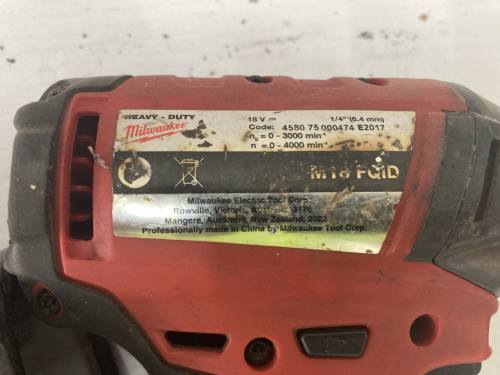 HEAVY - DUTY
Milwaukee
18 V 1/4" (6.4 mm)
Code: 4580 75 000474 E2017
n₀ = 0 - 3000 min⁻¹
n = 0 - 4000 min⁻¹
M18 FQID
Milwaukee Electric Tool Corp.
Rowville, Victoria, 3178
Mangere, Auckland, New Zealand, 2022
Professionally made in China by Milwaukee Tool Corp.